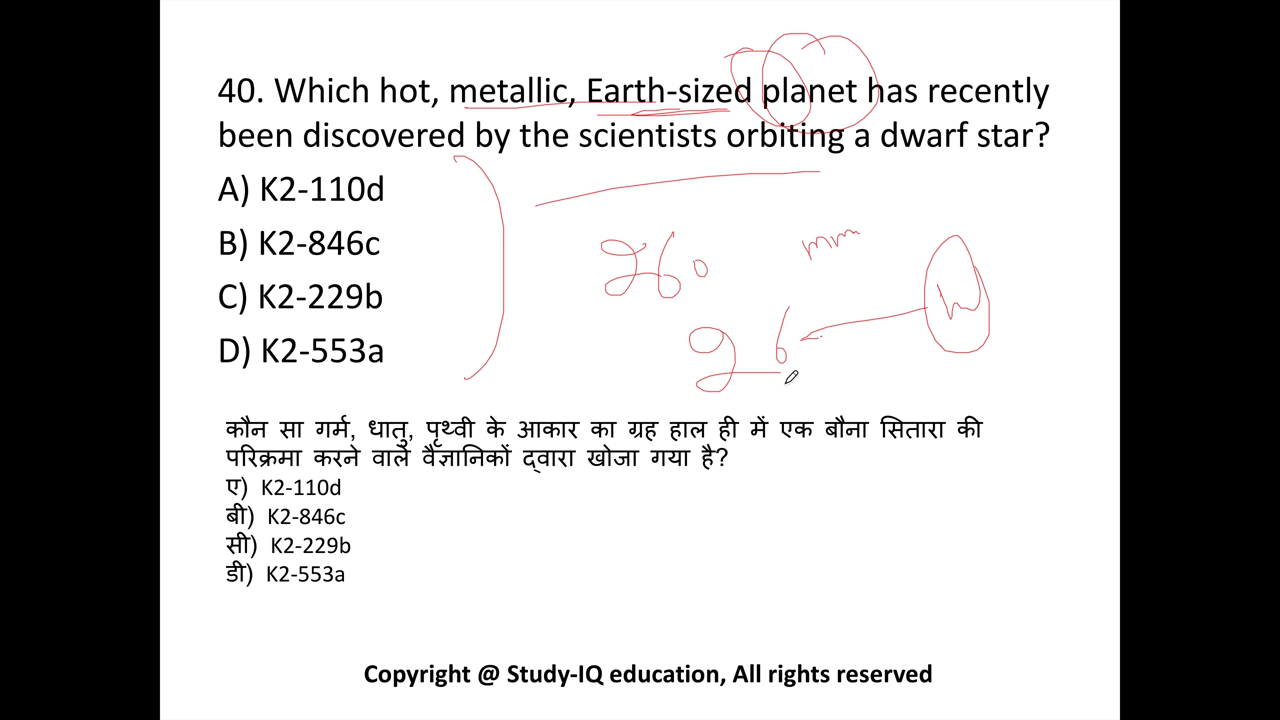 40. Which hot, metallic, Earth-sized planet has recently
been discovered by the scientists orbiting a dwarf star?
A) K2-110d
B) K2-846c
C) K2-229b
D) K2-553a
260
26
कौन सा गर्म, धातु, पृथ्वी के आकार का ग्रह हाल ही में एक बौना सितारा की
परिक्रमा करने वाले वैज्ञानिकों द्वारा खोजा गया है?
ए) K2-110d
बी) K2-846c
सी) K2-229b
डी) K2-553a
Copyright @ Study-IQ education, All rights reserved